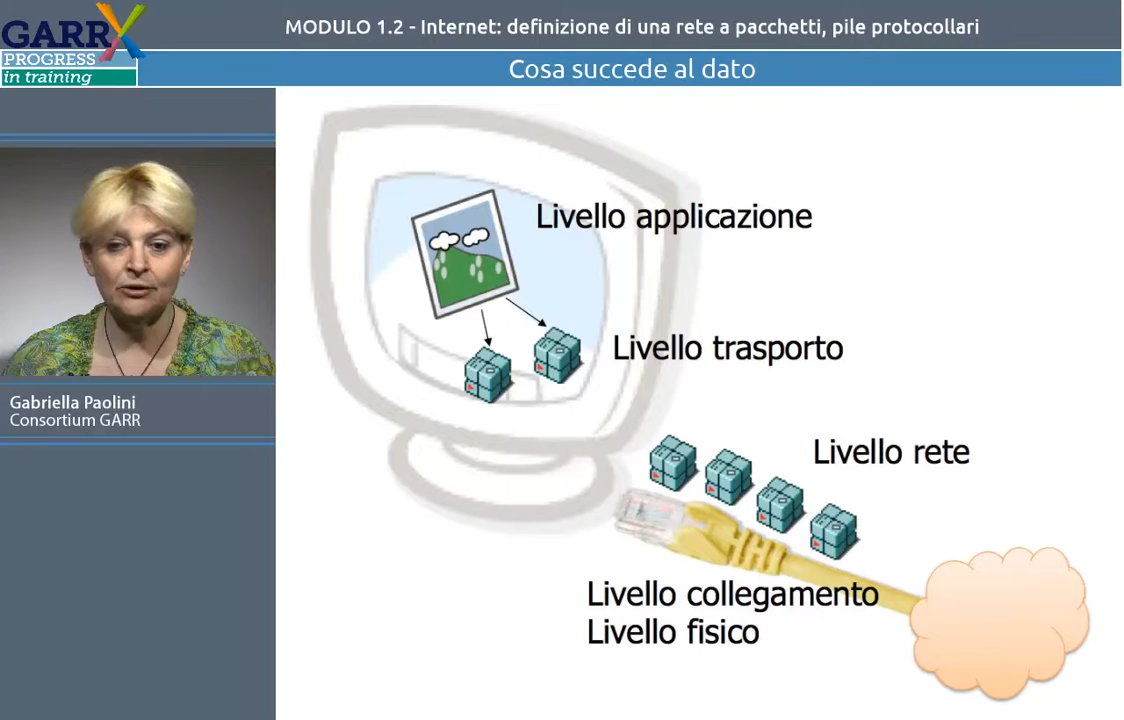 GARR
PROGRESS
in training
MODULO 1.2 - Internet: definizione di una rete a pacchetti, pile protocollari
Cosa succede al dato
Livello applicazione
Livello trasporto
Gabriella Paolini
Consortium GARR
Livello rete
Livello collegamento
Livello fisico